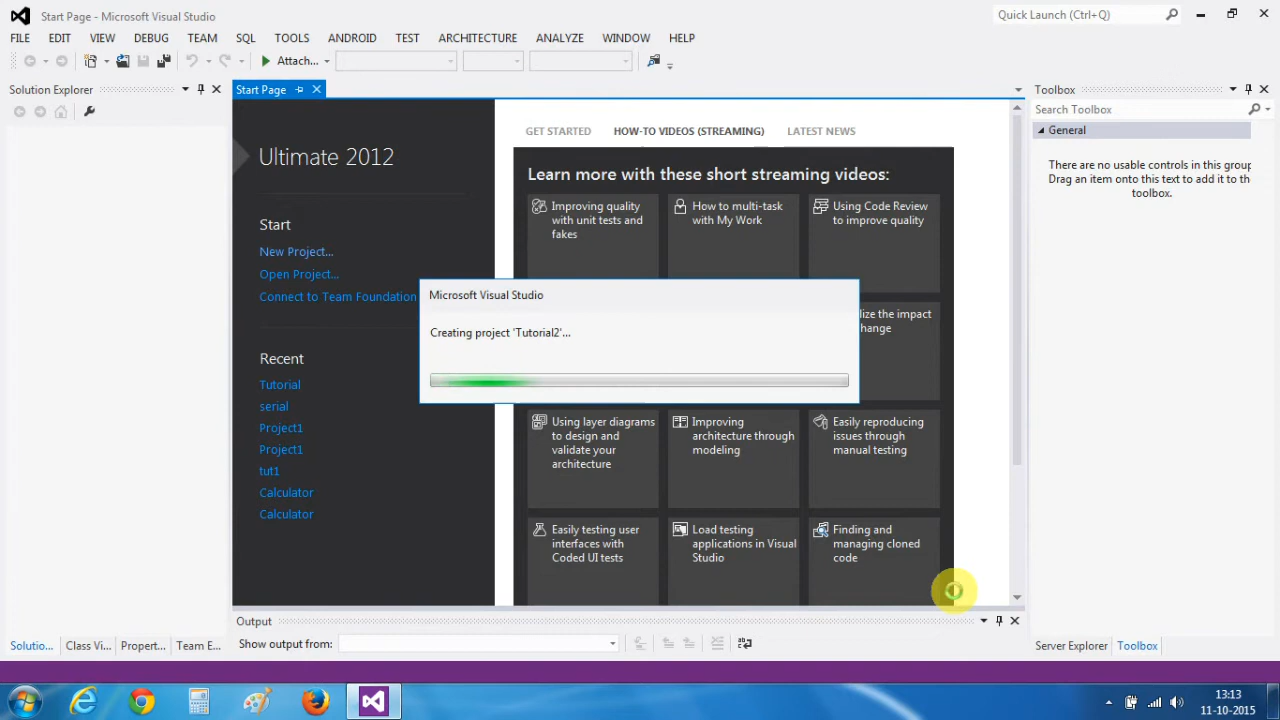 Start Page - Microsoft Visual Studio
Quick Launch (Ctrl+Q)
FILE EDIT VIEW DEBUG TEAM SQL TOOLS ANDROID TEST ARCHITECTURE ANALYZE WINDOW HELP
Attach...
Solution Explorer
Start Page
Toolbox
Search Toolbox
General
There are no usable controls in this group
Drag an item onto this text to add it to th
toolbox.
Ultimate 2012
Start
New Project...
Open Project...
Connect to Team Foundation
Recent
Tutorial
serial
Project1
Project1
tut1
Calculator
Calculator
GET STARTED HOW-TO VIDEOS (STREAMING) LATEST NEWS
Learn more with these short streaming videos:
Improving quality
with unit tests and
fakes
How to multi-task
with My Work
Using Code Review
to improve quality
Microsoft Visual Studio
Creating project 'Tutorial2'...
lize the impact
hange
Using layer diagrams
to design and
validate your
architecture
Improving
architecture through
modeling
Easily reproducing
issues through
manual testing
Easily testing user
interfaces with
Coded UI tests
Load testing
applications in Visual
Studio
Finding and
managing cloned
code
Output
Show output from:
Solutio... Class Vi... Propert... Team E...
Server Explorer Toolbox
13:13
11-10-2015